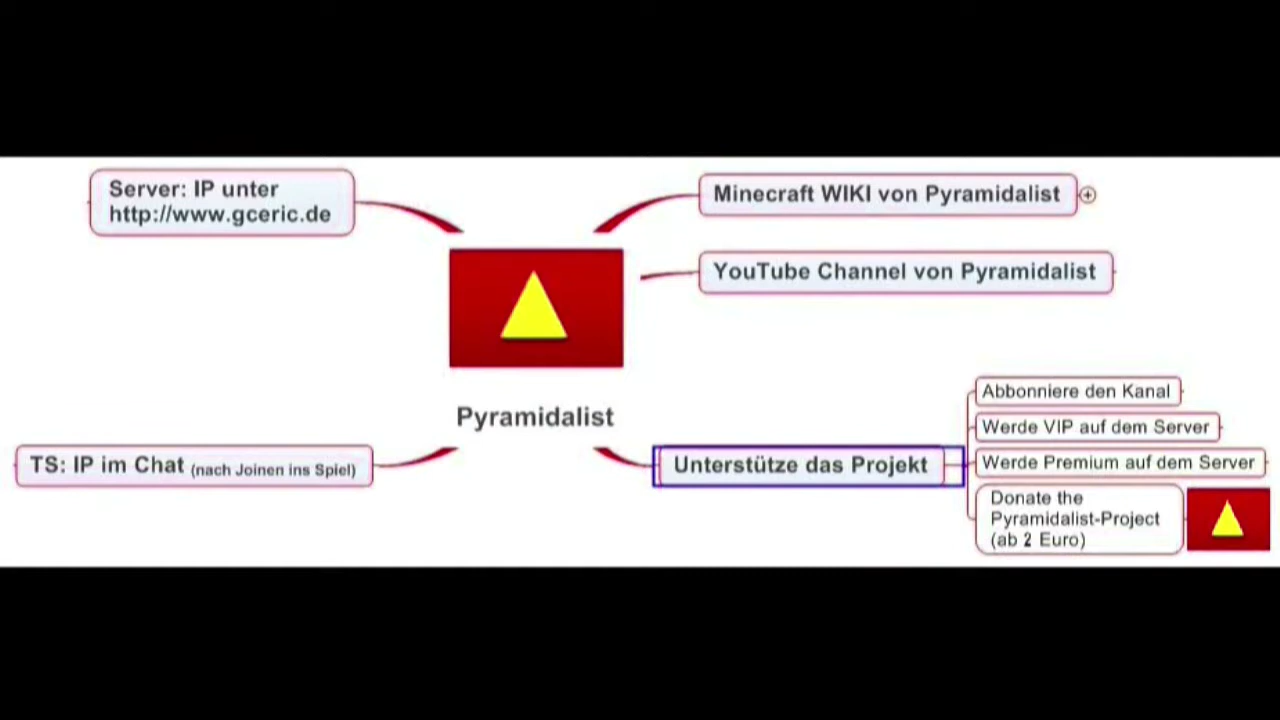 Server: IP unter
http://www.gceric.de
Minecraft WIKI von Pyramidalist
YouTube Channel von Pyramidalist
Pyramidalist
TS: IP im Chat (nach Joinen ins Spiel)
Unterstütze das Projekt
Abbonniere den Kanal
Werde VIP auf dem Server
Werde Premium auf dem Server
Donate the
Pyramidalist-Project
(ab 2 Euro)